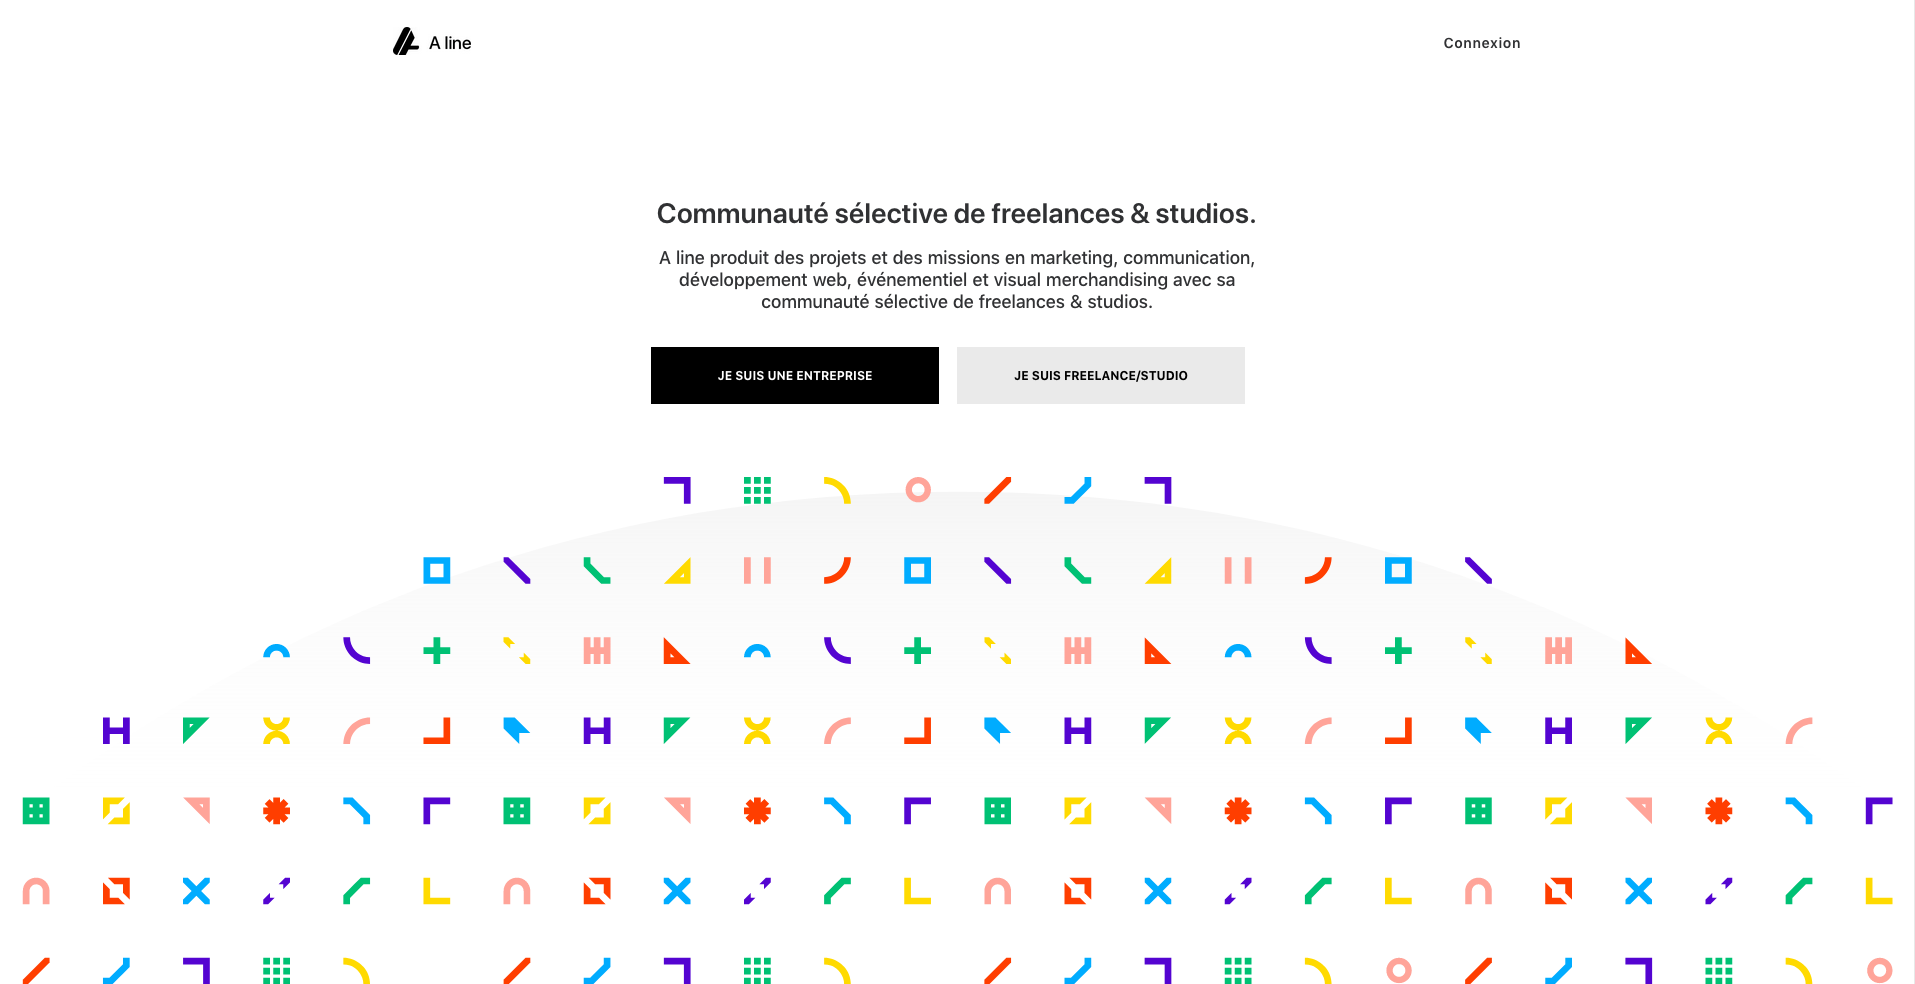 A line
Connexion
Communauté sélective de freelances & studios.
A line produit des projets et des missions en marketing, communication,
développement web, événementiel et visual merchandising avec sa
communauté sélective de freelances & studios.
JE SUIS UNE ENTREPRISE
JE SUIS FREELANCE/STUDIO